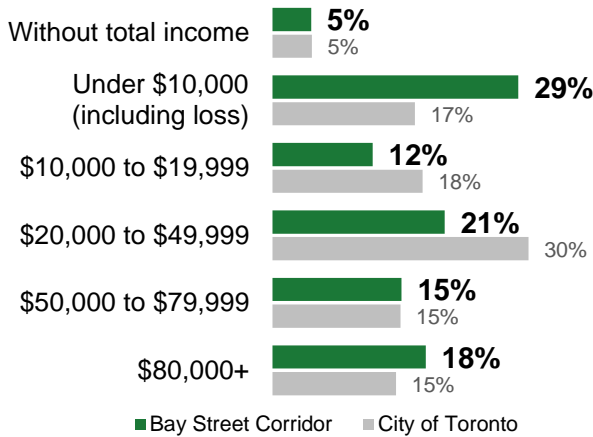 Without total income
5%
5%
Under $10,000
(including loss)
29%
17%
$10,000 to $19,999
12%
18%
$20,000 to $49,999
21%
30%
$50,000 to $79,999
15%
15%
$80,000+
18%
15%
Bay Street Corridor
City of Toronto